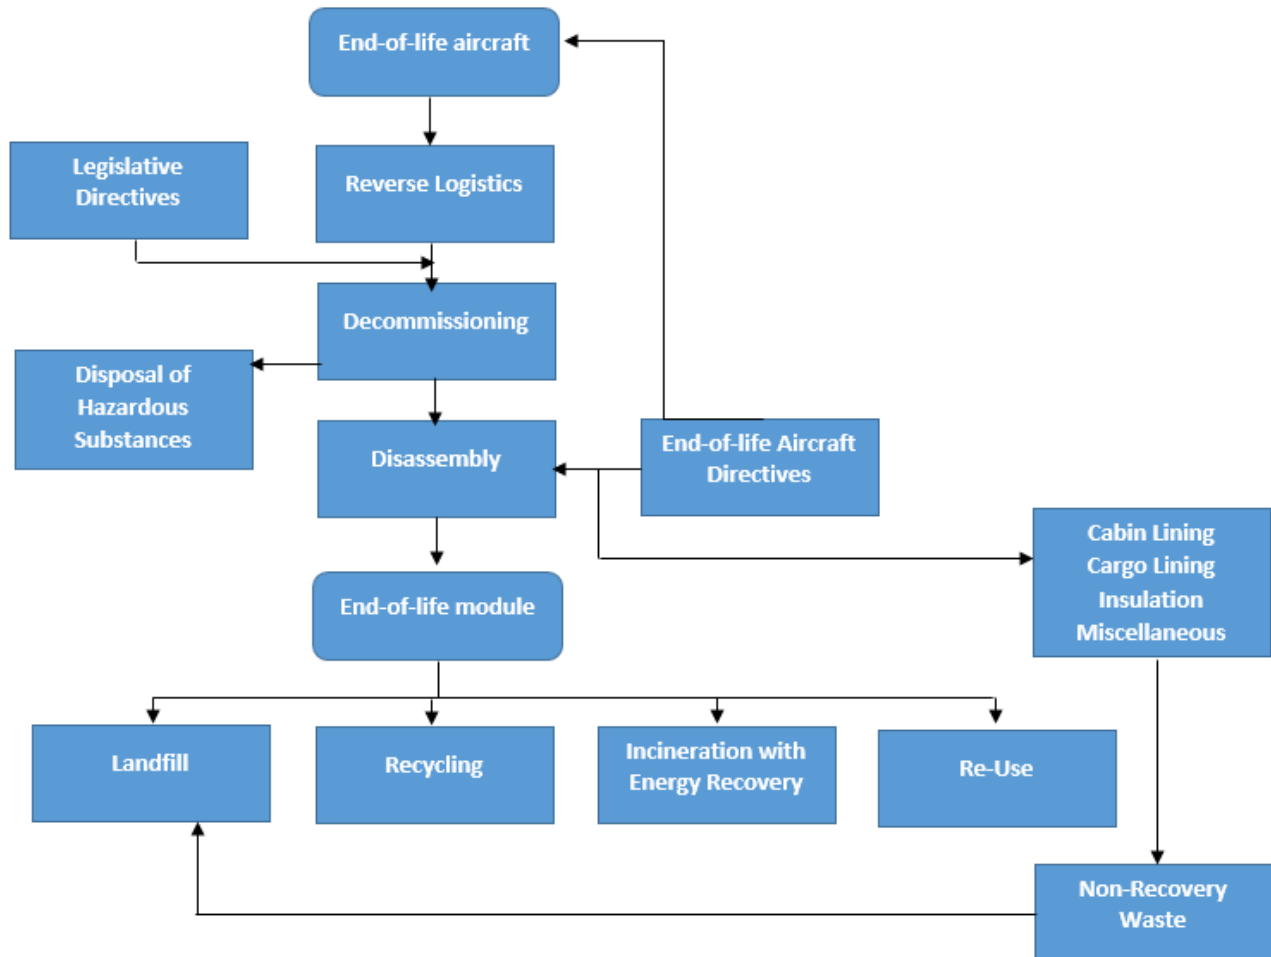 End-of-life aircraft
Legislative
Directives
Reverse Logistics
Decommissioning
Disposal of
Hazardous
Substances
Disassembly
End-of-life Aircraft
Directives
Cabin Lining
Cargo Lining
Insulation
Miscellaneous
End-of-life module
Landfill
Recycling
Incineration with
Energy Recovery
Re-Use
Non-Recovery
Waste